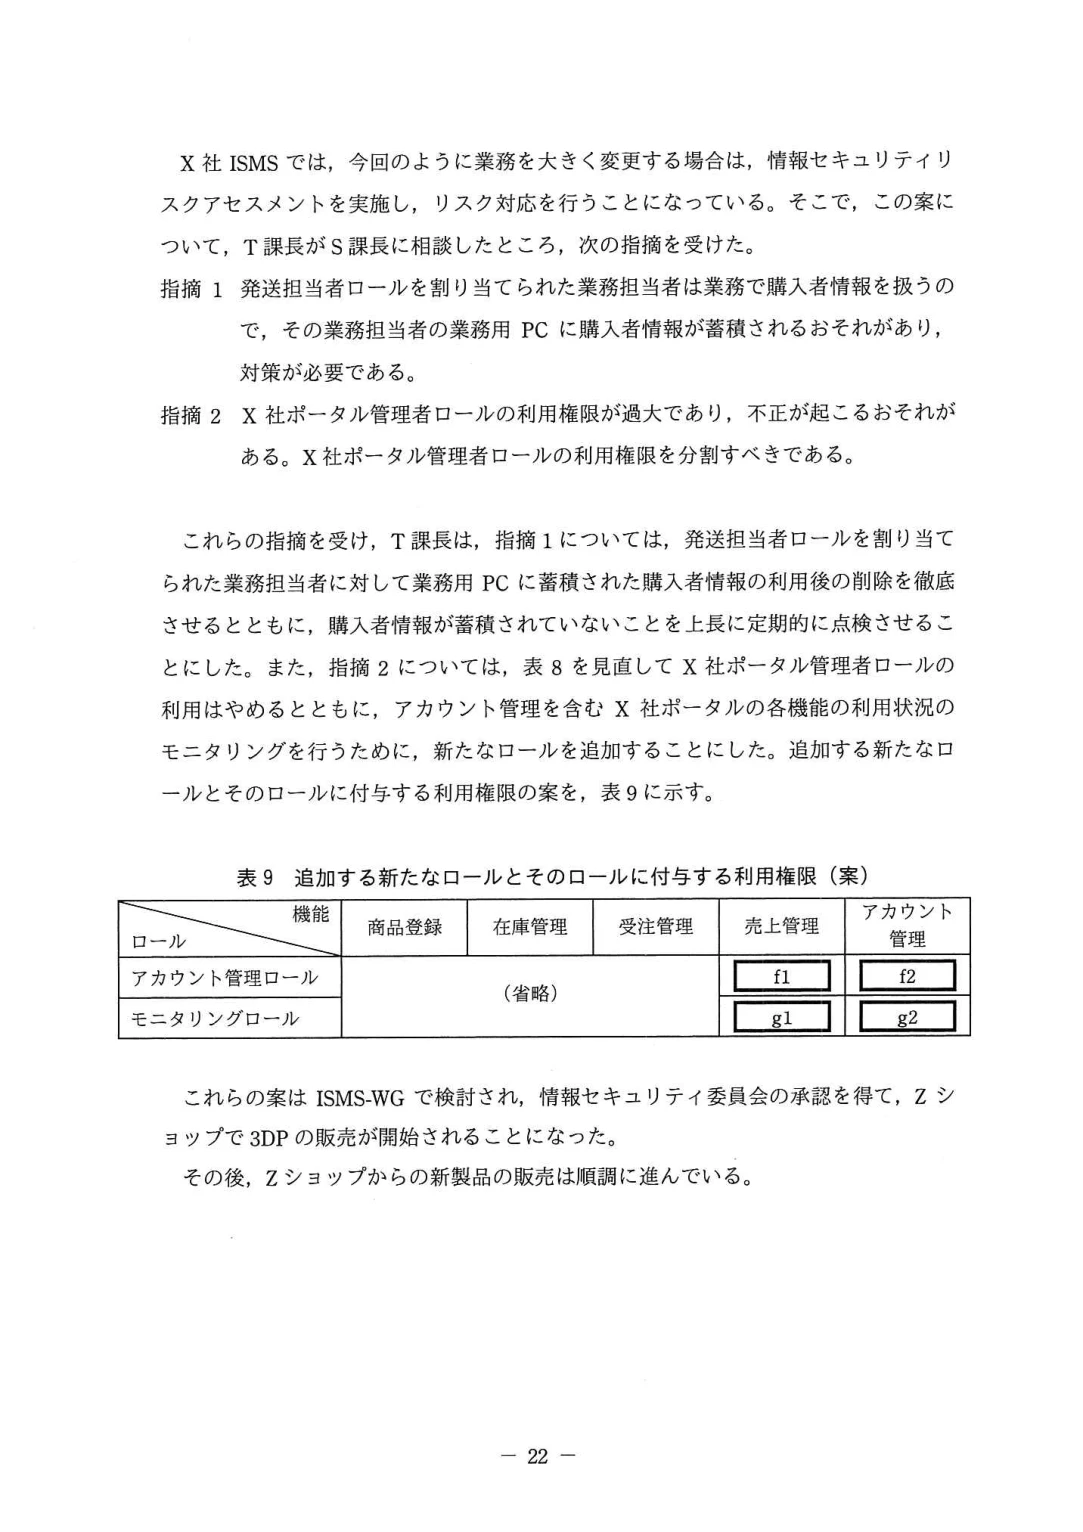 X 社 ISMS では，今回のように業務を大きく変更する場合は，情報セキュリティリ
スクアセスメントを実施し，リスク対応を行うことになっている。そこで，この案に
ついて，T 課長が S 課長に相談したところ，次の指摘を受けた。
指摘 1　発送担当者ロールを割り当てられた業務担当者は業務で購入者情報を扱うの
で，その業務担当者の業務用 PC に購入者情報が蓄積されるおそれがあり，
対策が必要である。
指摘 2　X 社ポータル管理者ロールの利用権限が過大であり，不正が起こるおそれが
ある。X 社ポータル管理者ロールの利用権限を分割すべきである。
これらの指摘を受け，T 課長は，指摘 1 については，発送担当者ロールを割り当て
られた業務担当者に対して業務用 PC に蓄積された購入者情報の利用後の削除を徹底
させるとともに，購入者情報が蓄積されていないことを上長に定期的に点検させるこ
とにした。また，指摘 2 については，表 8 を見直して X 社ポータル管理者ロールの
利用はやめるとともに，アカウント管理を含む X 社ポータルの各機能の利用状況の
モニタリングを行うために，新たなロールを追加することにした。追加する新たなロ
ールとそのロールに付与する利用権限の案を，表 9 に示す。
表 9　追加する新たなロールとそのロールに付与する利用権限（案）
機能
ロール
商品登録
在庫管理
受注管理
売上管理
アカウント
管理
アカウント管理ロール
（省略）
f1
f2
モニタリングロール
g1
g2
これらの案は ISMS-WG で検討され，情報セキュリティ委員会の承認を得て，Z シ
ョップで 3DP の販売が開始されることになった。
その後，Z ショップからの新製品の販売は順調に進んでいる。
－ 22 －